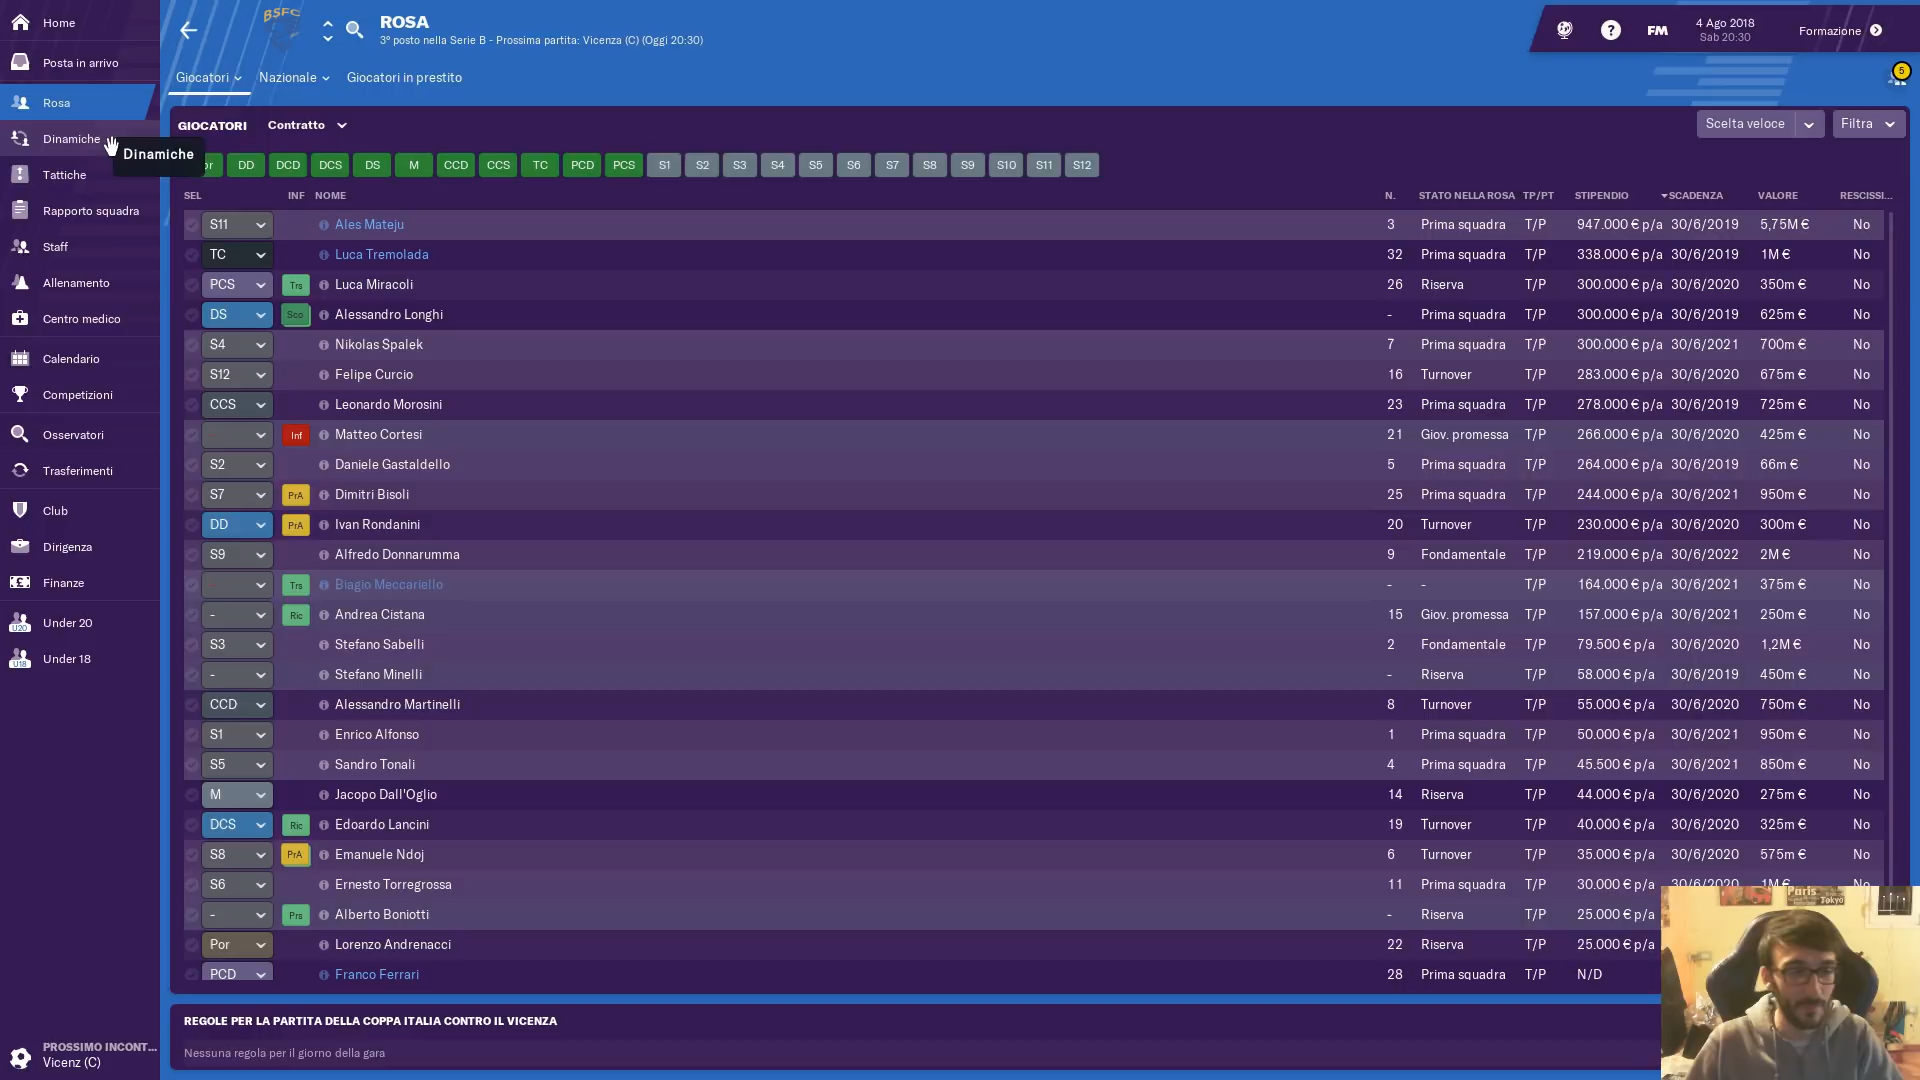 Home
Posta in arrivo
Rosa
Dinamiche
Dinamiche
Tattiche
Rapporto squadra
Staff
Allenamento
Centro medico
Calendario
Competizioni
Osservatori
Trasferimenti
Club
Dirigenza
Finanze
Under 20
Under 18
PROSSIMO INCONT...
Vicenz (C)
BSFC
ROSA
3º posto nella Serie B - Prossima partita: Vicenza (C) (Oggi 20:30)
FM
4 Ago 2018
Sab 20:30
Formazione
Giocatori
Nazionale
Giocatori in prestito
5
GIOCATORI Contratto
Scelta veloce
Filtra
or DD DCD DCS DS M CCD CCS TC PCD PCS S1 S2 S3 S4 S5 S6 S7 S8 S9 S10 S11 S12
SEL INF NOME N. STATO NELLA ROSA TP/PT STIPENDIO SCADENZA VALORE RESCISSI...
S11 Ales Mateju 3 Prima squadra T/P 947.000 € p/a 30/6/2019 5,75M € No
TC Luca Tremolada 32 Prima squadra T/P 338.000 € p/a 30/6/2019 1M € No
PCS Trs Luca Miracoli 26 Riserva T/P 300.000 € p/a 30/6/2020 350m € No
DS Sco Alessandro Longhi - Prima squadra T/P 300.000 € p/a 30/6/2019 625m € No
S4 Nikolas Spalek 7 Prima squadra T/P 300.000 € p/a 30/6/2021 700m € No
S12 Felipe Curcio 16 Turnover T/P 283.000 € p/a 30/6/2020 675m € No
CCS Leonardo Morosini 23 Prima squadra T/P 278.000 € p/a 30/6/2019 725m € No
- Inf Matteo Cortesi 21 Giov. promessa T/P 266.000 € p/a 30/6/2020 425m € No
S2 Daniele Gastaldello 5 Prima squadra T/P 264.000 € p/a 30/6/2019 66m € No
S7 PrA Dimitri Bisoli 25 Prima squadra T/P 244.000 € p/a 30/6/2021 950m € No
DD PrA Ivan Rondanini 20 Turnover T/P 230.000 € p/a 30/6/2020 300m € No
S9 Alfredo Donnarumma 9 Fondamentale T/P 219.000 € p/a 30/6/2022 2M € No
- Trs Biagio Meccariello - - T/P 164.000 € p/a 30/6/2021 375m € No
- Ric Andrea Cistana 15 Giov. promessa T/P 157.000 € p/a 30/6/2021 250m € No
S3 Stefano Sabelli 2 Fondamentale T/P 79.500 € p/a 30/6/2020 1,2M € No
- Stefano Minelli - Riserva T/P 58.000 € p/a 30/6/2019 450m € No
CCD Alessandro Martinelli 8 Turnover T/P 55.000 € p/a 30/6/2020 750m € No
S1 Enrico Alfonso 1 Prima squadra T/P 50.000 € p/a 30/6/2021 950m € No
S5 Sandro Tonali 4 Prima squadra T/P 45.500 € p/a 30/6/2021 850m € No
M Jacopo Dall'Oglio 14 Riserva T/P 44.000 € p/a 30/6/2020 275m € No
DCS Ric Edoardo Lancini 19 Turnover T/P 40.000 € p/a 30/6/2020 325m € No
S8 PrA Emanuele Ndoj 6 Turnover T/P 35.000 € p/a 30/6/2020 575m € No
S6 Ernesto Torregrossa 11 Prima squadra T/P 30.000 € p/a 30/6/2020 1M € No
- Prs Alberto Boniotti - Riserva T/P 25.000 € p/a
Por Lorenzo Andrenacci 22 Riserva T/P 25.000 € p/a
PCD Franco Ferrari 28 Prima squadra T/P N/D
REGOLE PER LA PARTITA DELLA COPPA ITALIA CONTRO IL VICENZA
Nessuna regola per il giorno della gara
Paris
Tokyo